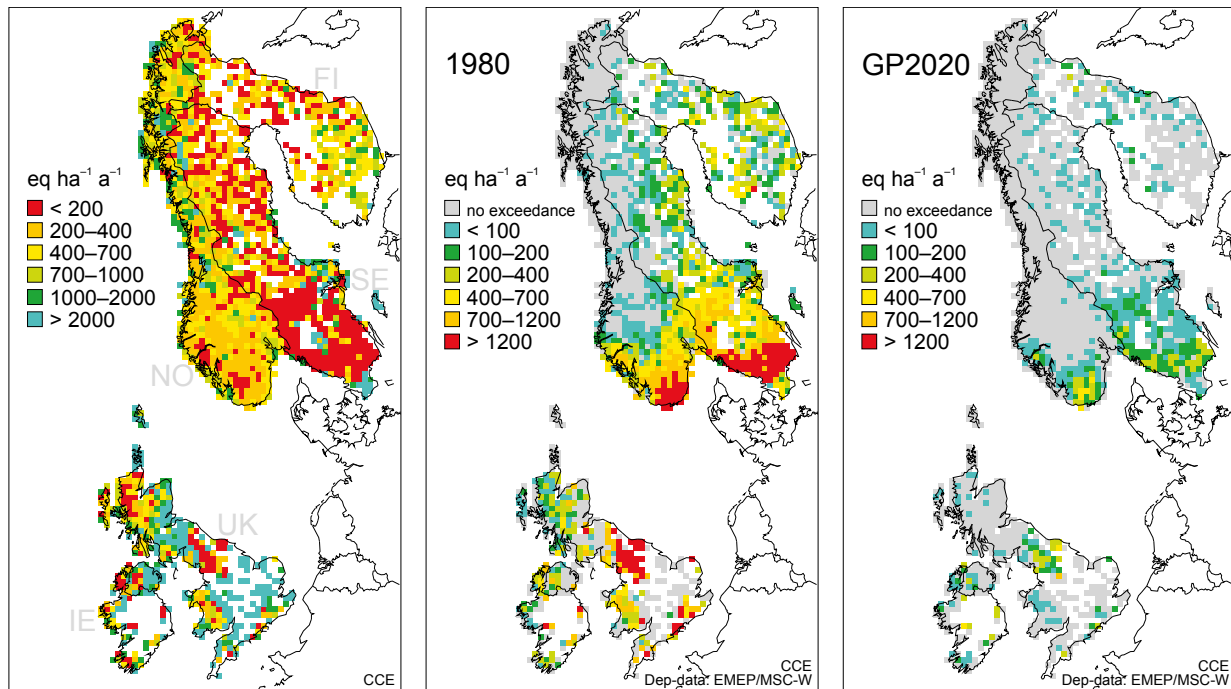 FI
eq ha⁻¹ a⁻¹
< 200
200–400
400–700
700–1000
1000–2000
> 2000
SE
NO
UK
IE
CCE
1980
eq ha⁻¹ a⁻¹
no exceedance
< 100
100–200
200–400
400–700
700–1200
> 1200
CCE
Dep-data: EMEP/MSC-W
GP2020
eq ha⁻¹ a⁻¹
no exceedance
< 100
100–200
200–400
400–700
700–1200
> 1200
CCE
Dep-data: EMEP/MSC-W